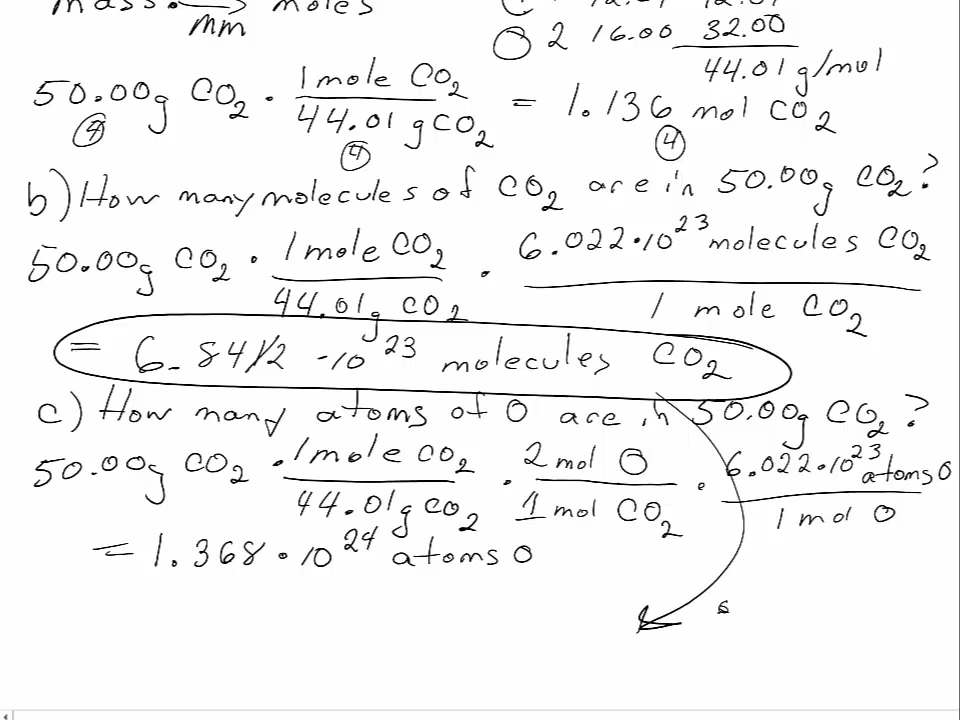 mass → moles
MM
O 2 16.00 32.00
44.01 g/mol
50.00g CO2 · 1 mole CO2 / 44.01 g CO2 = 1.136 mol CO2
④ ④ ④
b) How many molecules of CO2 are in 50.00g CO2?
50.00g CO2 · 1 mole CO2 / 44.01g CO2 · 6.022·10^23 molecules CO2 / 1 mole CO2
= 6.8412 ·10^23 molecules CO2
c) How many atoms of O are in 50.00g CO2?
50.00g CO2 · 1 mole CO2 / 44.01g CO2 · 2 mol O / 1 mol CO2 · 6.022·10^23 atoms O / 1 mol O
= 1.368·10^24 atoms O